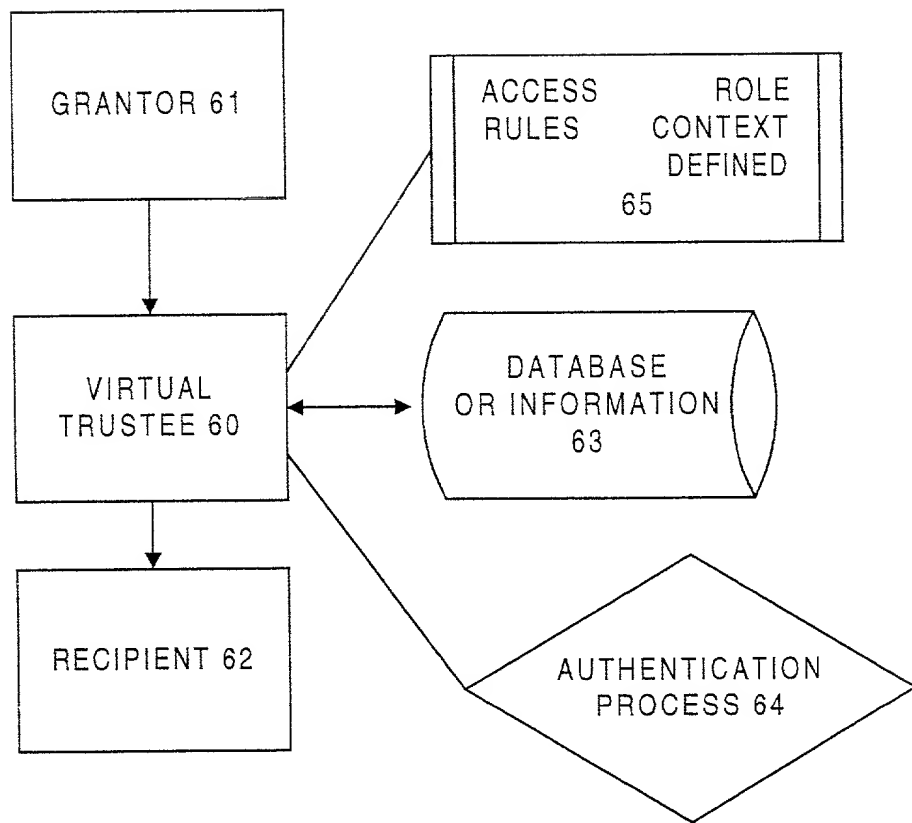 GRANTOR 61
ACCESS ROLE
RULES CONTEXT
DEFINED
65
VIRTUAL
TRUSTEE 60
DATABASE
OR INFORMATION
63
RECIPIENT 62
AUTHENTICATION
PROCESS 64